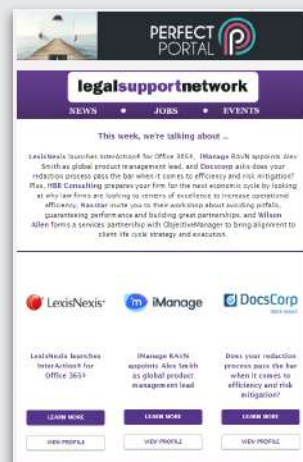 PERFECT
PORTAL
legalsupportnetwork
NEWS • JOBS • EVENTS
This week, we're talking about ...
LexisNexis launches InterAction® for Office 365®, iManage RAVN appoints Alex
Smith as global product management lead, and Docscorp asks does your
redaction process pass the bar when it comes to efficiency and risk mitigation?
Plus, HBR Consulting prepares your firm for the next economic cycle by looking
at why law firms are looking to centers of excellence to increase operational
efficiency, Nasstar invite you to their workshop about avoiding pitfalls,
guaranteeing performance and building great partnerships, and Wilson
Allen forms a services partnership with ObjectiveManager to bring alignment to
client life cycle strategy and execution.
LexisNexis®
iManage
DocsCorp
LexisNexis launches
InterAction® for
Office 365®
iManage RAVN
appoints Alex Smith
as global product
management lead
Does your redaction
process pass the bar
when it comes to
efficiency and risk
mitigation?
LEARN MORE
LEARN MORE
LEARN MORE
VIEW PROFILE
VIEW PROFILE
VIEW PROFILE